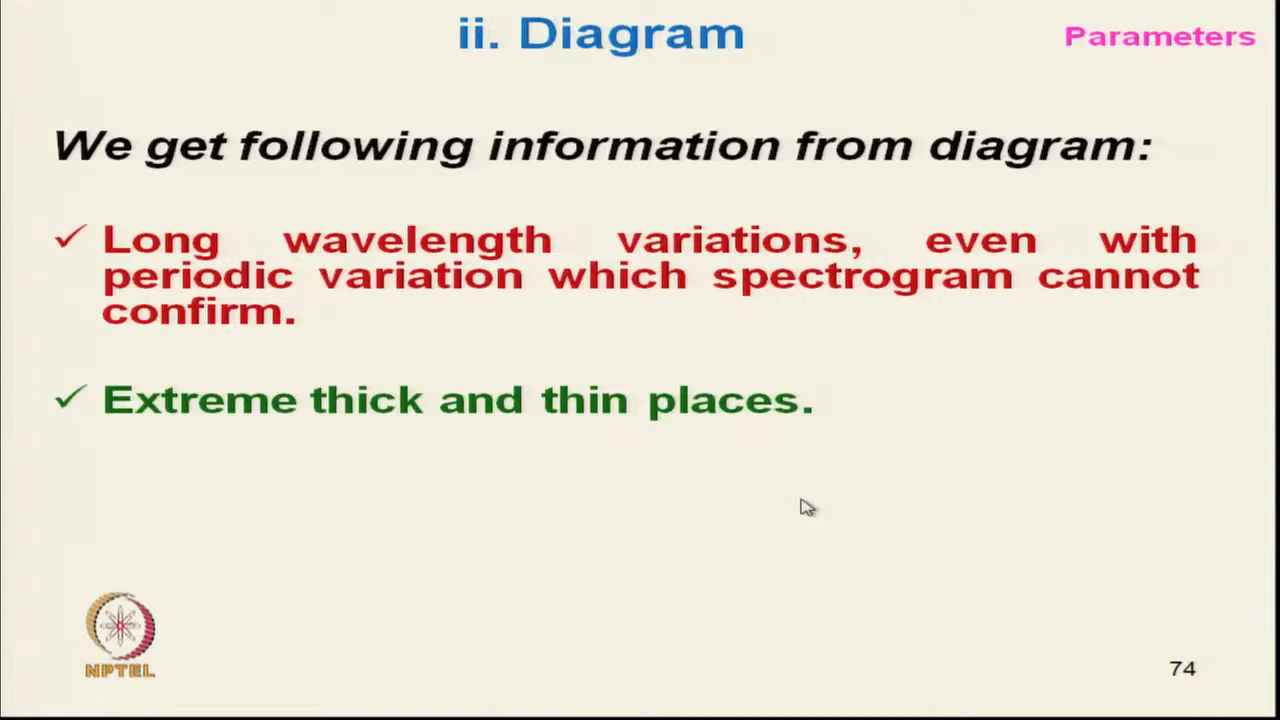 ii. Diagram
Parameters
We get following information from diagram:
✓ Long wavelength variations, even with
periodic variation which spectrogram cannot
confirm.
✓ Extreme thick and thin places.
NPTEL
74